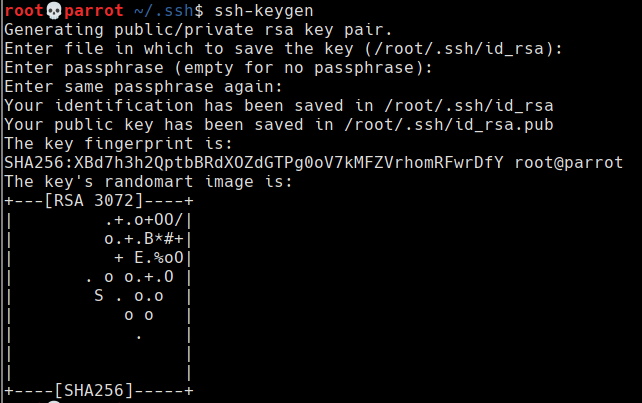 root💀parrot ~/.ssh$ ssh-keygen
Generating public/private rsa key pair.
Enter file in which to save the key (/root/.ssh/id_rsa):
Enter passphrase (empty for no passphrase):
Enter same passphrase again:
Your identification has been saved in /root/.ssh/id_rsa
Your public key has been saved in /root/.ssh/id_rsa.pub
The key fingerprint is:
SHA256:XBd7h3h2QptbBRdXOZdGTPg0oV7kMFZVrhomRFwrDfY root@parrot
The key's randomart image is:
+---[RSA 3072]----+
|         .+.o+OO/|
|         o.+.B*#+|
|          + E.%oO|
|       . o o.+.O |
|        S . o.o  |
|           o o   |
|            .    |
|                 |
|                 |
+----[SHA256]-----+